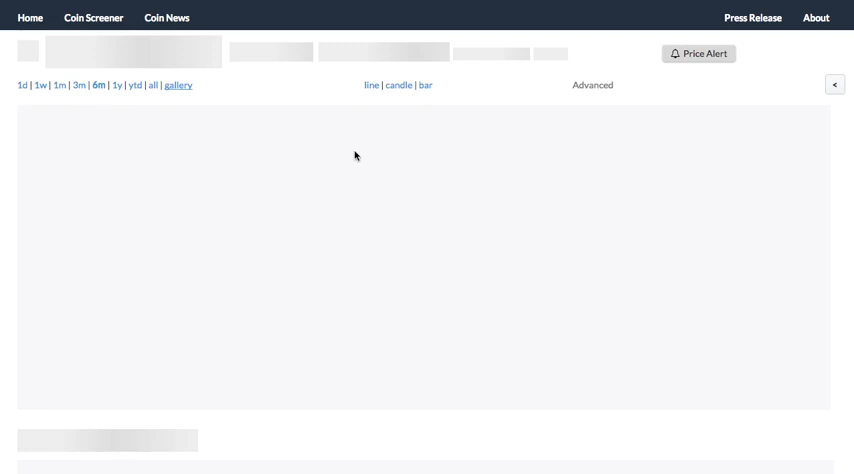 Home Coin Screener Coin News Press Release About
Price Alert
1d | 1w | 1m | 3m | 6m | 1y | ytd | all | gallery line | candle | bar Advanced <